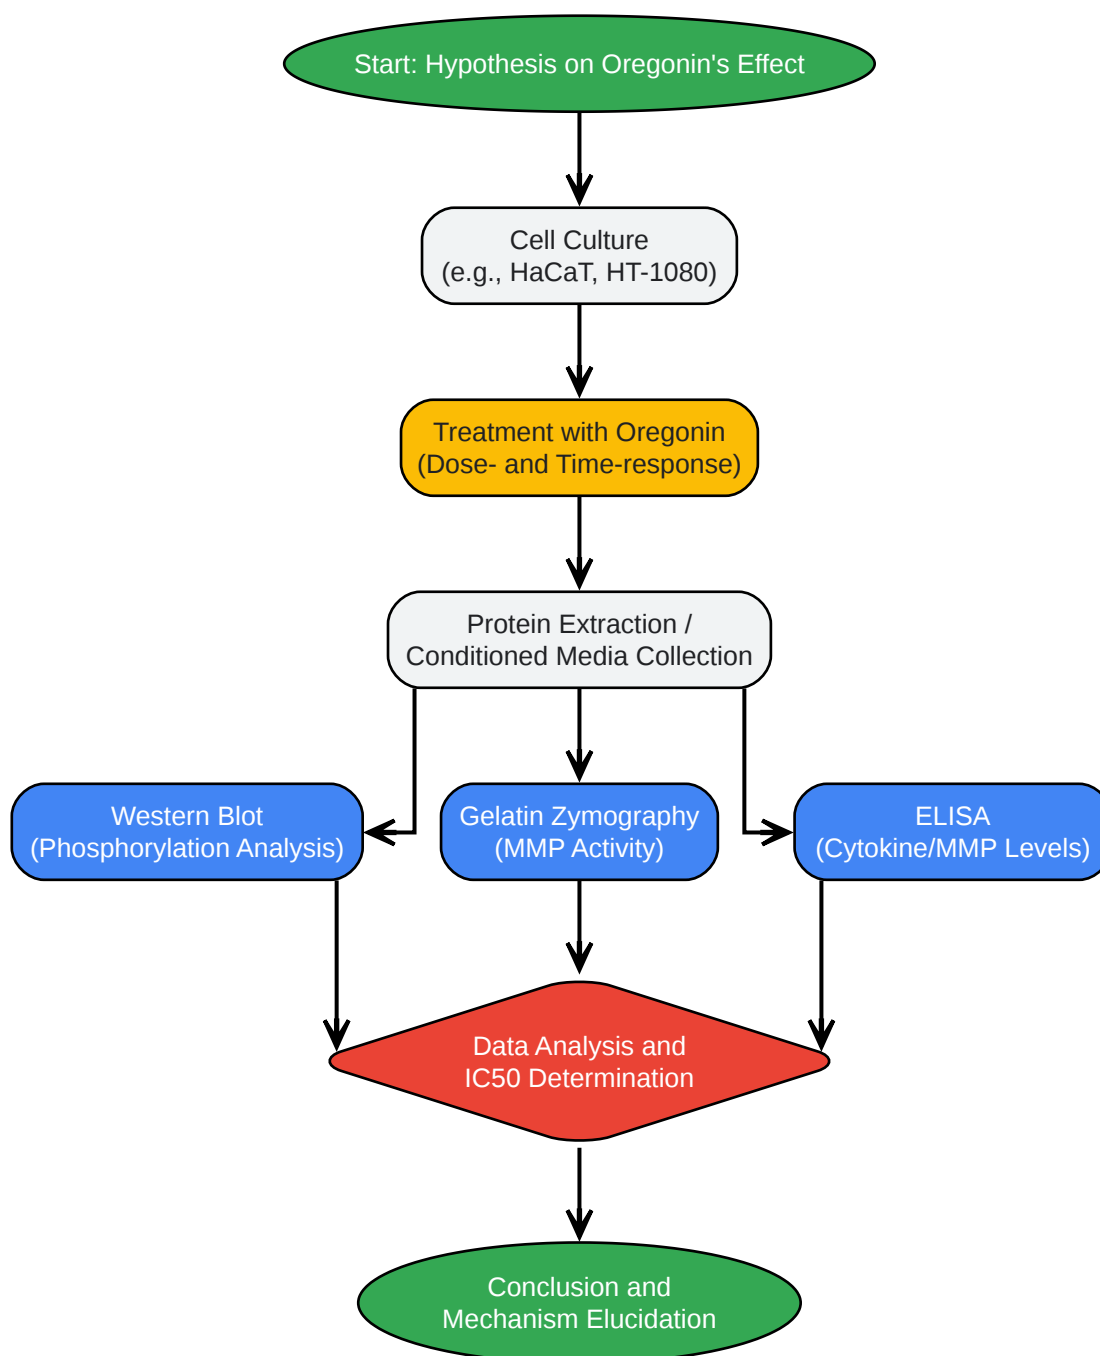 Start: Hypothesis on Oregonin's Effect
Cell Culture
(e.g., HaCaT, HT-1080)
Treatment with Oregonin
(Dose- and Time-response)
Protein Extraction /
Conditioned Media Collection
Western Blot
(Phosphorylation Analysis)
Gelatin Zymography
(MMP Activity)
ELISA
(Cytokine/MMP Levels)
Data Analysis and
IC50 Determination
Conclusion and
Mechanism Elucidation